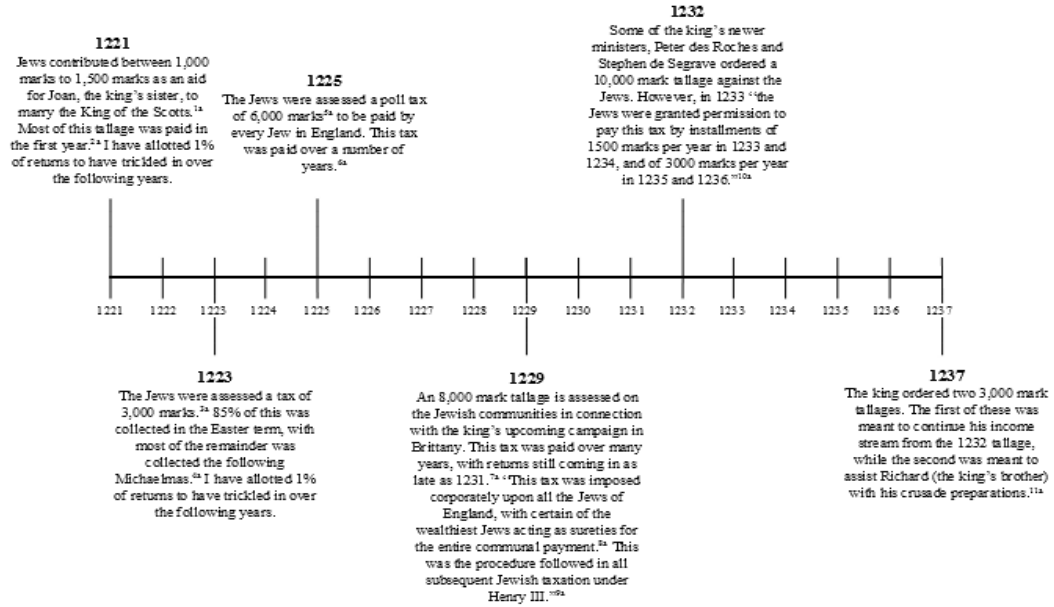 1221
Jews contributed between 1,000
marks to 1,500 marks as an aid
for Joan, the king's sister, to
marry the King of the Scotts.¹ᵃ
Most of this tallage was paid in
the first year.²ᵃ I have allotted 1%
of returns to have trickled in over
the following years.
1225
The Jews were assessed a poll tax
of 6,000 marks⁵ᵃ to be paid by
every Jew in England. This tax
was paid over a number of
years.⁶ᵃ
1232
Some of the king's newer
ministers, Peter des Roches and
Stephen de Segrave ordered a
10,000 mark tallage against the
Jews. However, in 1233 “the
Jews were granted permission to
pay this tax by installments of
1500 marks per year in 1233 and
1234, and of 3000 marks per year
in 1235 and 1236.”¹⁰ᵃ
1221 1222 1223 1224 1225 1226 1227 1228 1229 1230 1231 1232 1233 1234 1235 1236 1237
1223
The Jews were assessed a tax of
3,000 marks.³ᵃ 85% of this was
collected in the Easter term, with
most of the remainder was
collected the following
Michaelmas.⁴ᵃ I have allotted 1%
of returns to have trickled in over
the following years.
1229
An 8,000 mark tallage is assessed on
the Jewish communities in connection
with the king's upcoming campaign in
Brittany. This tax was paid over many
years, with returns still coming in as
late as 1231.⁷ᵃ “This tax was imposed
corporately upon all the Jews of
England, with certain of the
wealthiest Jews acting as sureties for
the entire communal payment.⁸ᵃ This
was the procedure followed in all
subsequent Jewish taxation under
Henry III.”⁹ᵃ
1237
The king ordered two 3,000 mark
tallages. The first of these was
meant to continue his income
stream from the 1232 tallage,
while the second was meant to
assist Richard (the king's brother)
with his crusade preparations.¹¹ᵃ